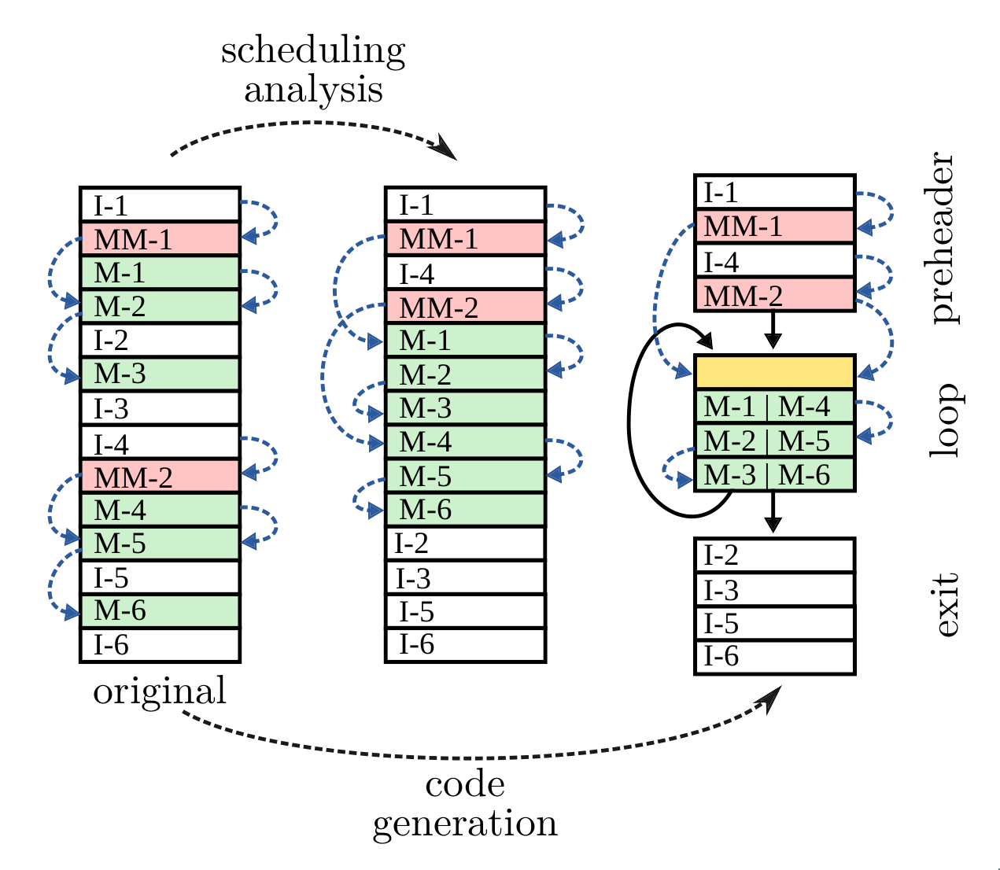 scheduling
analysis
I-1
MM-1
M-1
M-2
I-2
M-3
I-3
I-4
MM-2
M-4
M-5
I-5
M-6
I-6
original
I-1
MM-1
I-4
MM-2
M-1
M-2
M-3
M-4
M-5
M-6
I-2
I-3
I-5
I-6
I-1
MM-1
I-4
MM-2
preheader
M-1 | M-4
M-2 | M-5
M-3 | M-6
loop
I-2
I-3
I-5
I-6
exit
code
generation